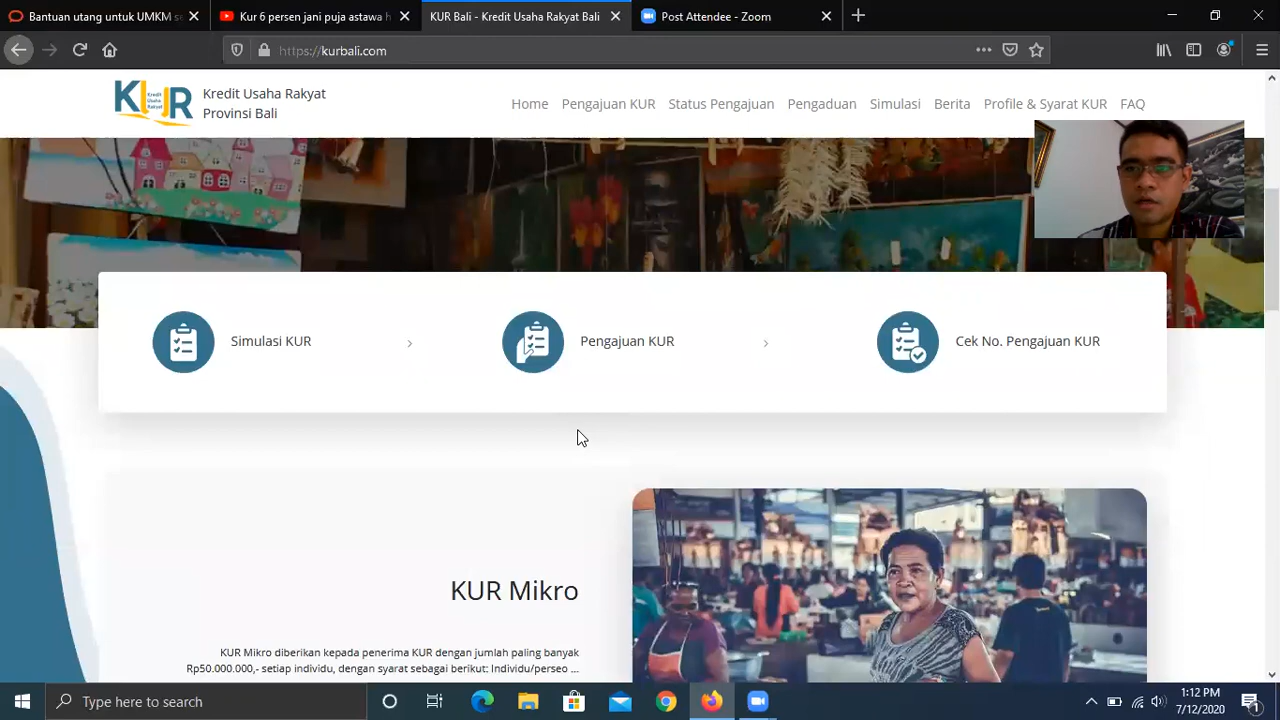 Bantuan utang untuk UMKM se
Kur 6 persen jani puja astawa h
KUR Bali - Kredit Usaha Rakyat Bali
Post Attendee - Zoom
https://kurbali.com
KUR
Kredit
Usaha
Rakyat
Kredit Usaha Rakyat
Provinsi Bali
Home
Pengajuan KUR
Status Pengajuan
Pengaduan
Simulasi
Berita
Profile & Syarat KUR
FAQ
Simulasi KUR
Pengajuan KUR
Cek No. Pengajuan KUR
KUR Mikro
KUR Mikro diberikan kepada penerima KUR dengan jumlah paling banyak
Rp50.000.000,- setiap individu, dengan syarat sebagai berikut: Individu/perseo ...
Type here to search
1:12 PM
7/12/2020
1